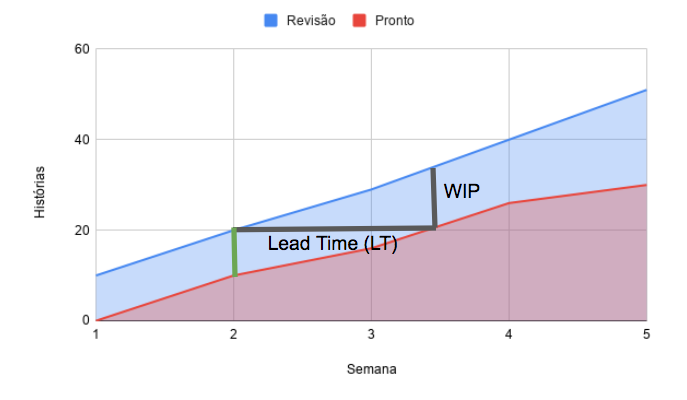 Revisão Pronto
60
40
20
0
Histórias
WIP
Lead Time (LT)
1 2 3 4 5
Semana